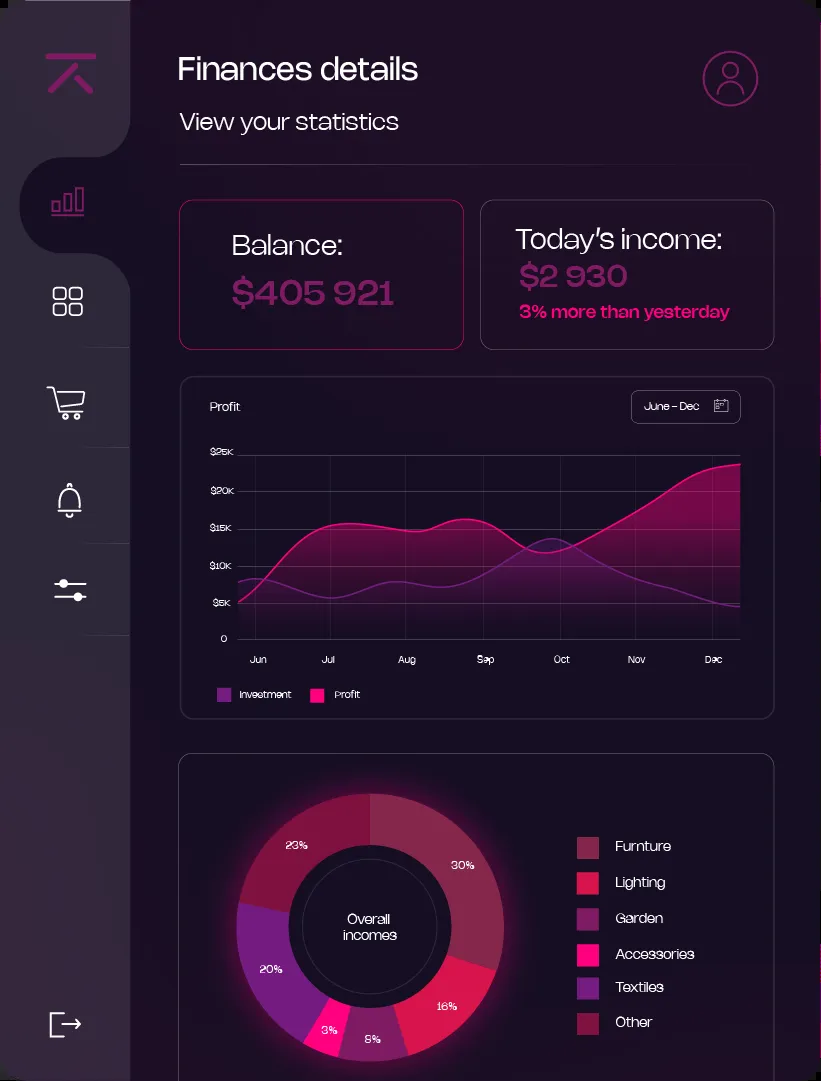 Finances details
View your statistics
Balance:
$405 921
Today's income:
$2 930
3% more than yesterday
Profit
June - Dec
$25K
$20K
$15K
$10K
$5K
0
Jun Jul Aug Sep Oct Nov Dec
Investment Profit
23%
30%
20%
16%
3%
8%
Overall
incomes
Furnture
Lighting
Garden
Accessories
Textiles
Other